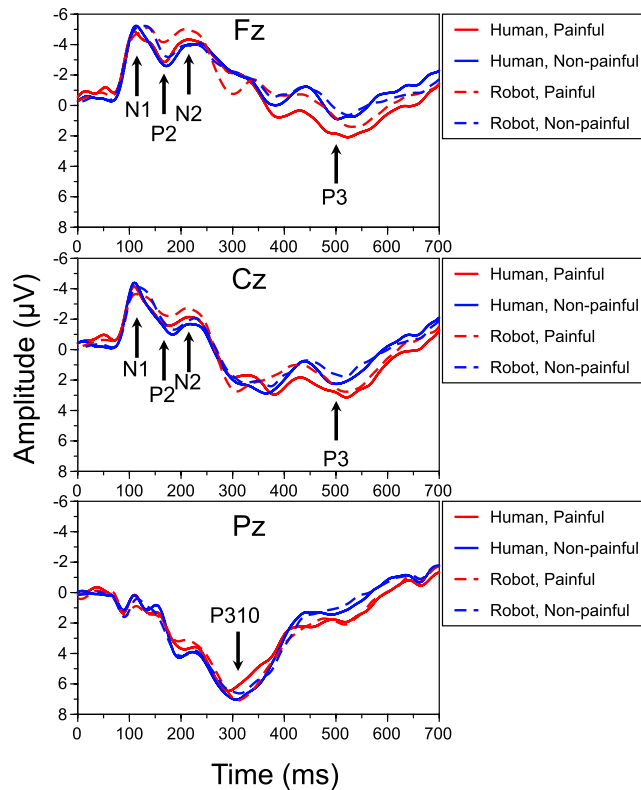 Fz
-6
-4
-2
0
2
4
6
8
N1
P2
N2
P3
0 100 200 300 400 500 600 700
Human, Painful
Human, Non-painful
Robot, Painful
Robot, Non-painful
Cz
-6
-4
-2
0
2
4
6
8
N1
P2
N2
P3
0 100 200 300 400 500 600 700
Human, Painful
Human, Non-painful
Robot, Painful
Robot, Non-painful
Amplitude (µV)
Pz
-6
-4
-2
0
2
4
6
8
P310
0 100 200 300 400 500 600 700
Human, Painful
Human, Non-painful
Robot, Painful
Robot, Non-painful
Time (ms)